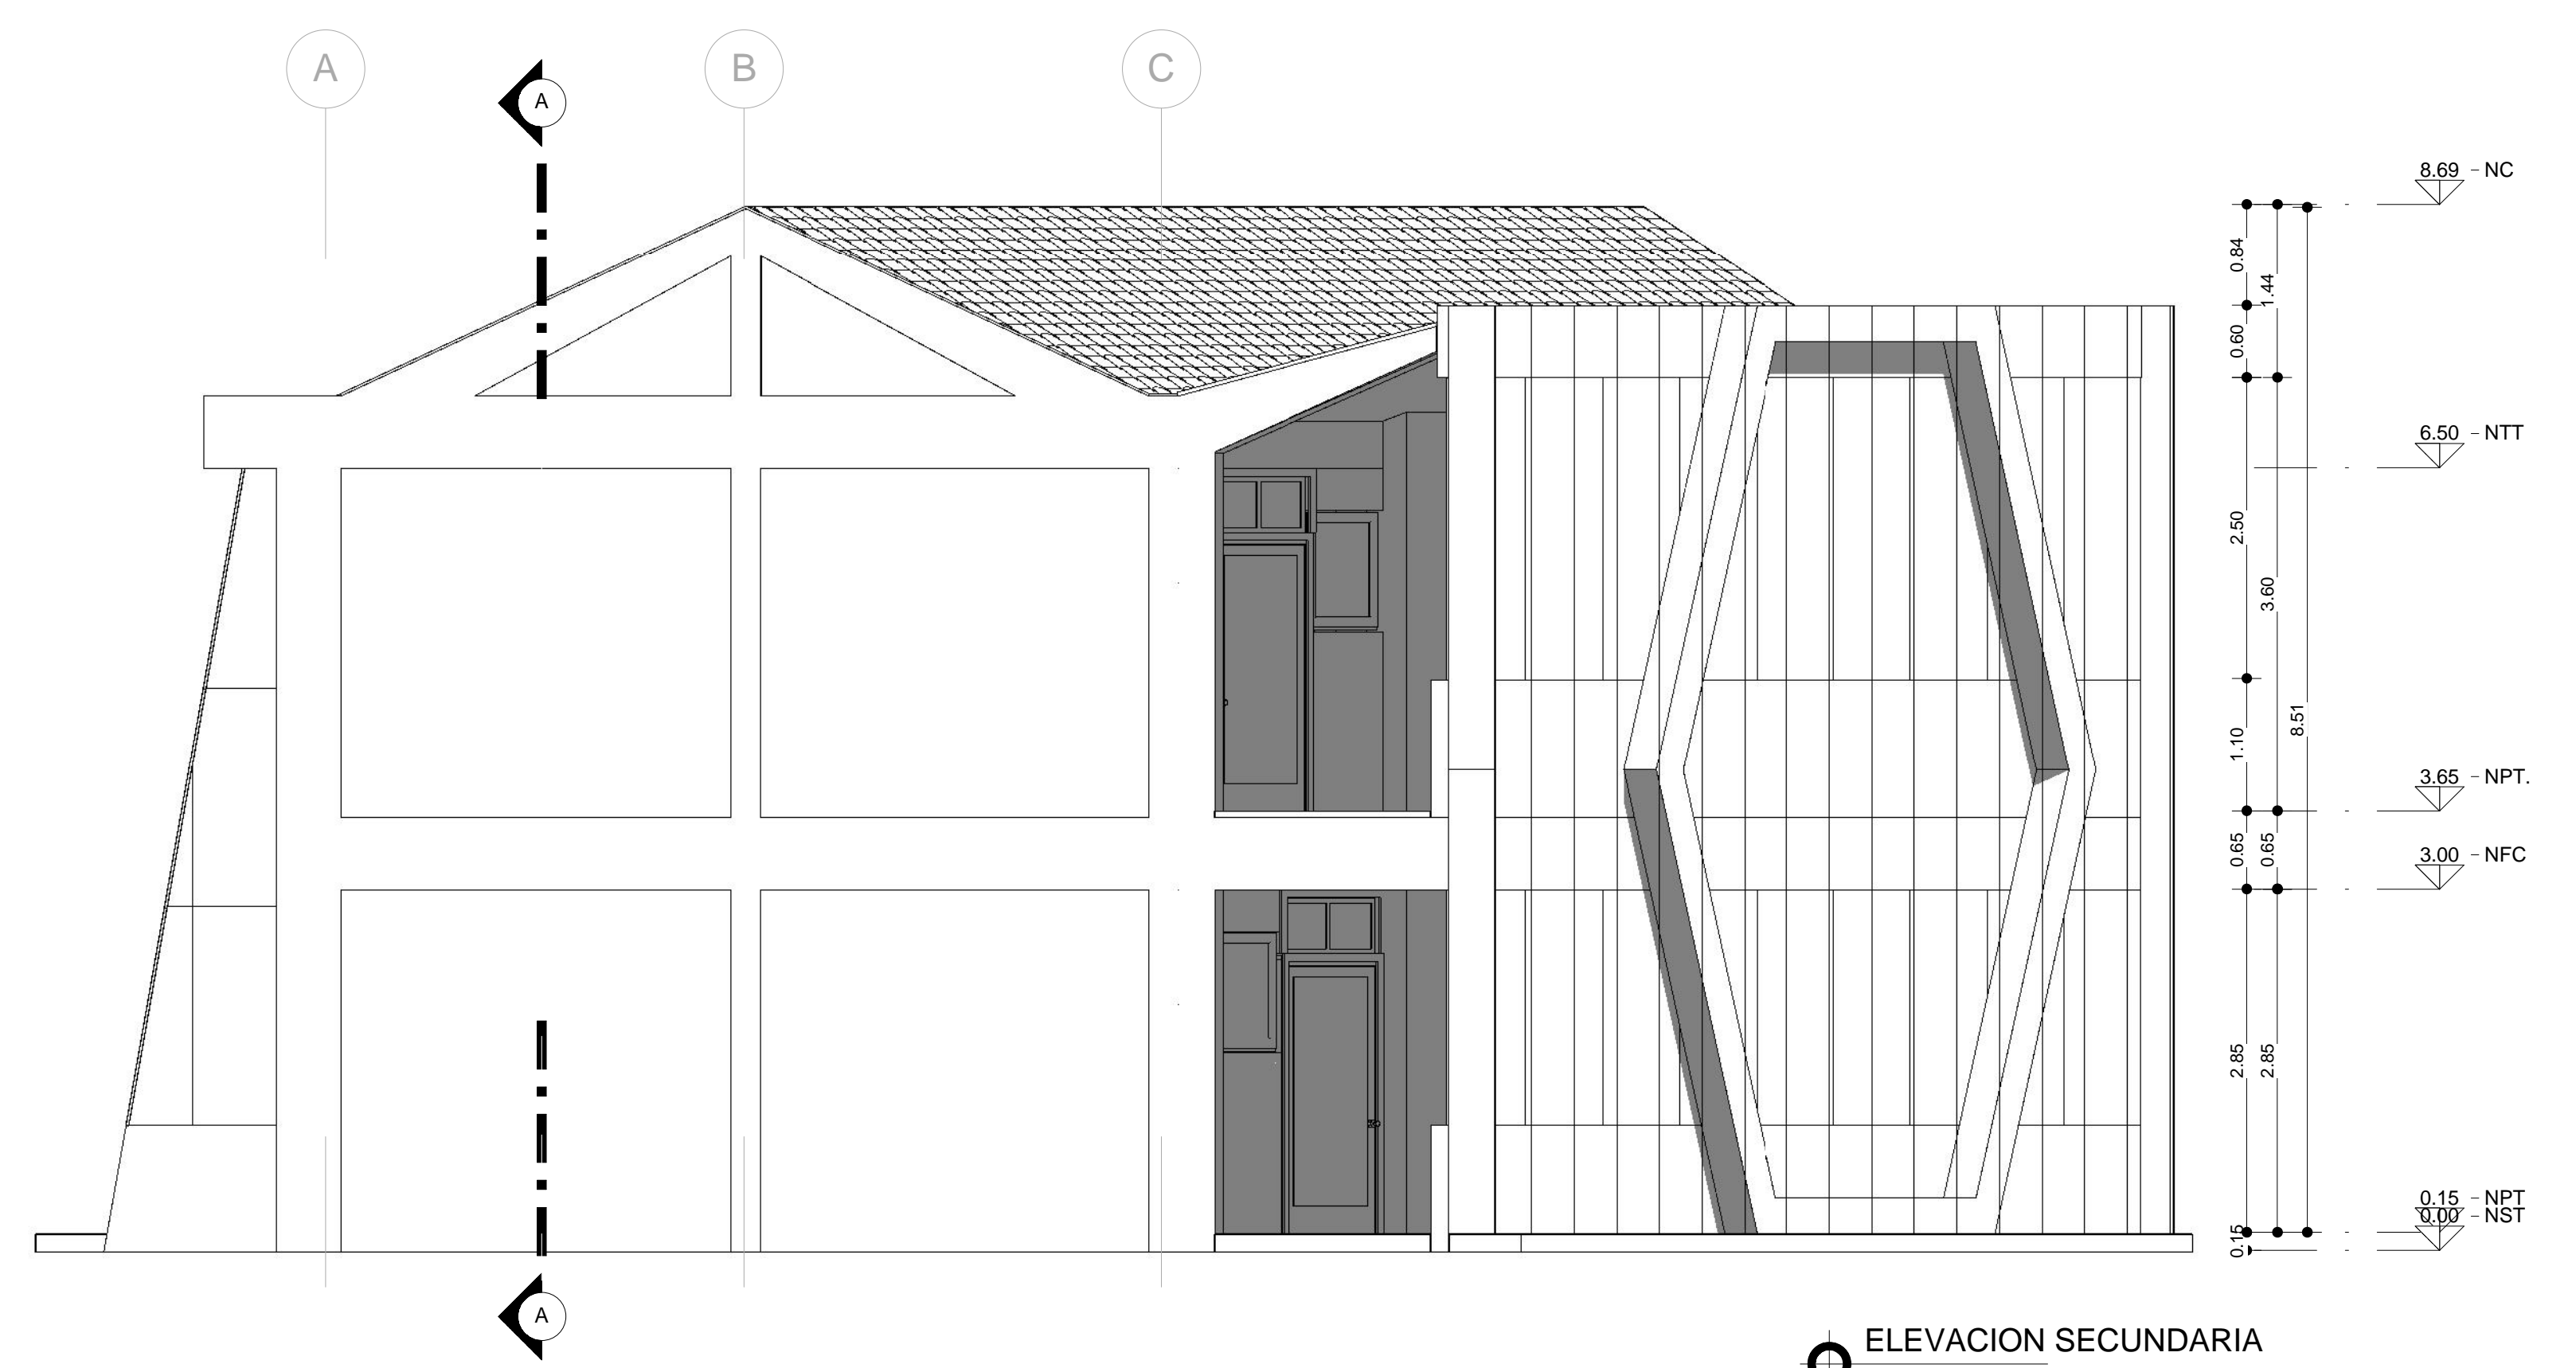 A
B
C
A
8.69 - NC
0.84
1.44
0.60
6.50 - NTT
2.50
3.60
8.51
1.10
3.65 - NPT.
0.65
0.65
3.00 - NFC
2.85
2.85
0.15 - NPT
0.00 - NST
0.15
A
ELEVACION SECUNDARIA